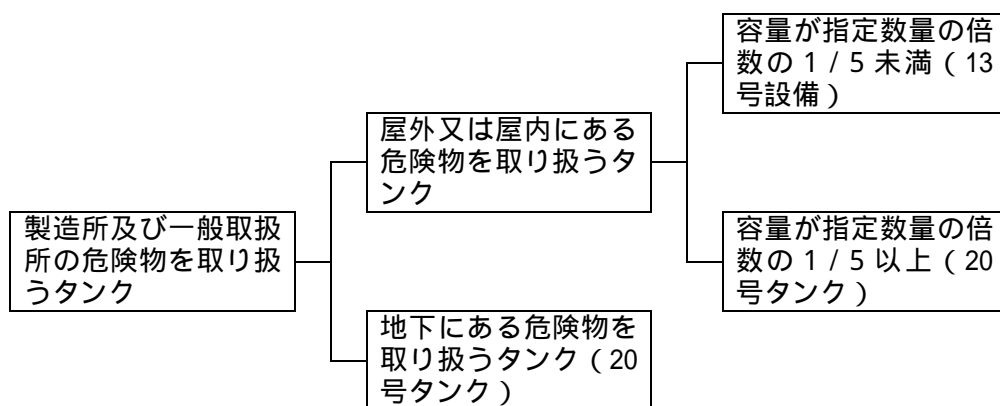 製造所及び一般取扱
所の危険物を取り扱
うタンク
屋外又は屋内にある
危険物を取り扱うタ
ンク
容量が指定数量の倍
数の1/5未満(13
号設備)
容量が指定数量の倍
数の1/5以上(20
号タンク)
地下にある危険物を
取り扱うタンク(20
号タンク)